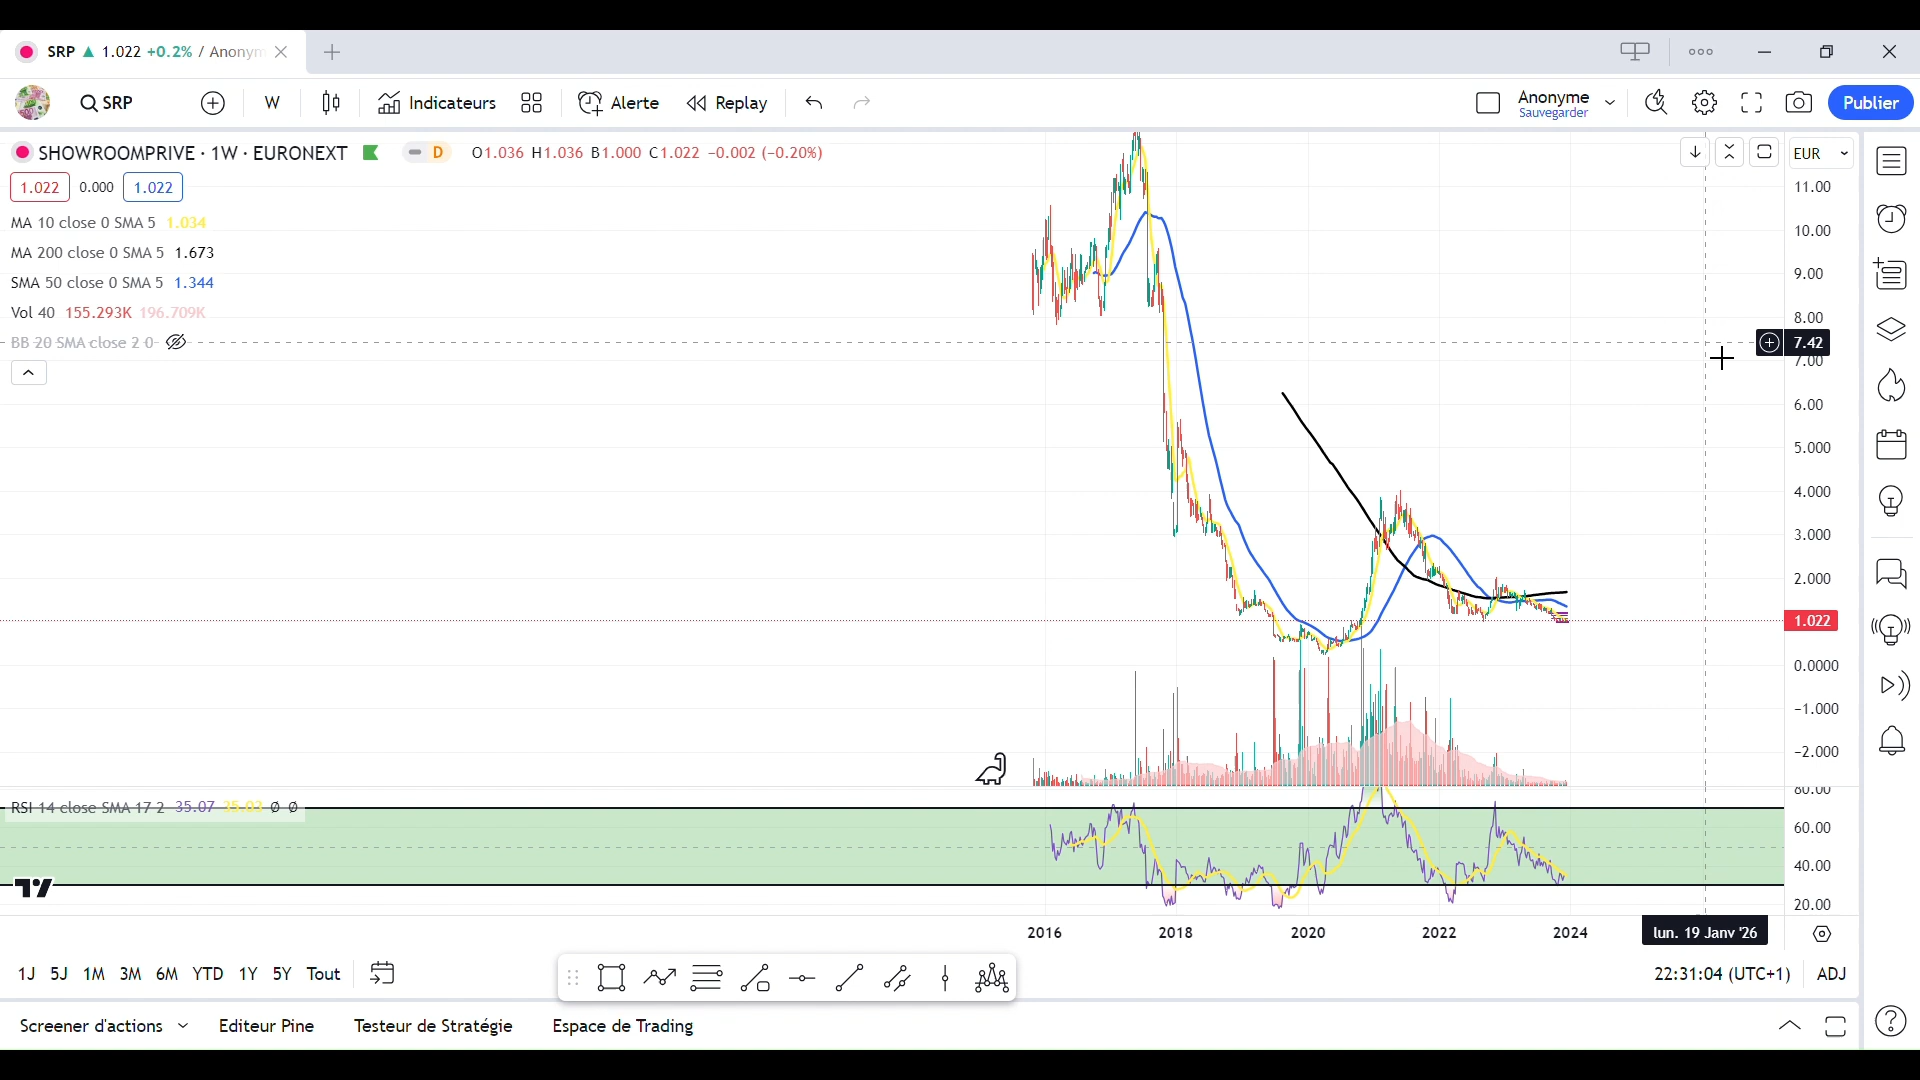 SRP ▲ 1.022 +0.2% / Anonym
SRP W Indicateurs Alerte Replay Anonyme Sauvegarder Publier
SHOWROOMPRIVE · 1W · EURONEXT D O1.036 H1.036 B1.000 C1.022 −0.002 (−0.20%) EUR
1.022 0.000 1.022
MA 10 close 0 SMA 5 1.034
MA 200 close 0 SMA 5 1.673
SMA 50 close 0 SMA 5 1.344
Vol 40 155.293K 196.709K
BB 20 SMA close 2 0
11.00
10.00
9.00
8.00
7.42
7.00
6.00
5.000
4.000
3.000
2.000
1.022
0.0000
−1.000
−2.000
RSI 14 close SMA 17 2 35.07 35.03 Ø Ø
80.00
60.00
40.00
20.00
2016 2018 2020 2022 2024 lun. 19 Janv '26
1J 5J 1M 3M 6M YTD 1Y 5Y Tout 22:31:04 (UTC+1) ADJ
Screener d'actions Editeur Pine Testeur de Stratégie Espace de Trading